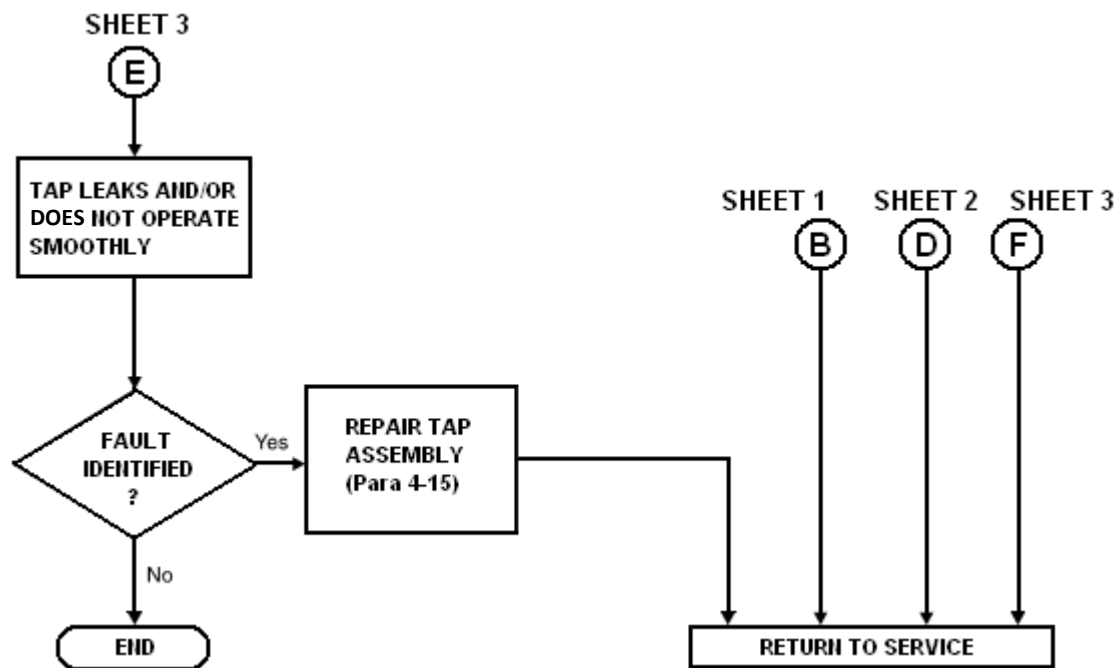 SHEET 3
E
TAP LEAKS AND/OR
DOES NOT OPERATE
SMOOTHLY
SHEET 1
SHEET 2
SHEET 3
B
D
F
FAULT
IDENTIFIED
?
Yes
REPAIR TAP
ASSEMBLY
(Para 4-15)
No
END
RETURN TO SERVICE